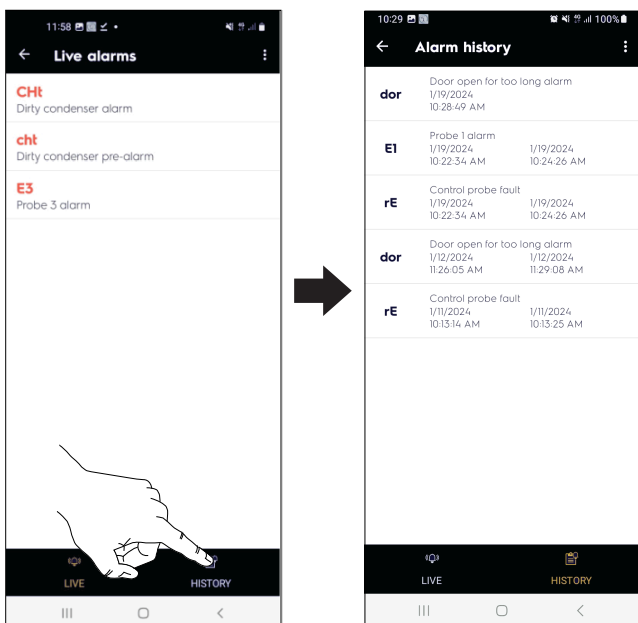 11:58
Live alarms
CHt
Dirty condenser alarm
cht
Dirty condenser pre-alarm
E3
Probe 3 alarm
LIVE
HISTORY
10:29
100%
Alarm history
Door open for too long alarm
dor
1/19/2024
10:28:49 AM
Probe 1 alarm
E1
1/19/2024 1/19/2024
10:22:34 AM 10:24:26 AM
Control probe fault
rE
1/19/2024 1/19/2024
10:22:34 AM 10:24:26 AM
Door open for too long alarm
dor
1/12/2024 1/12/2024
11:26:05 AM 11:29:08 AM
Control probe fault
rE
1/11/2024 1/11/2024
10:13:14 AM 10:13:25 AM
LIVE
HISTORY